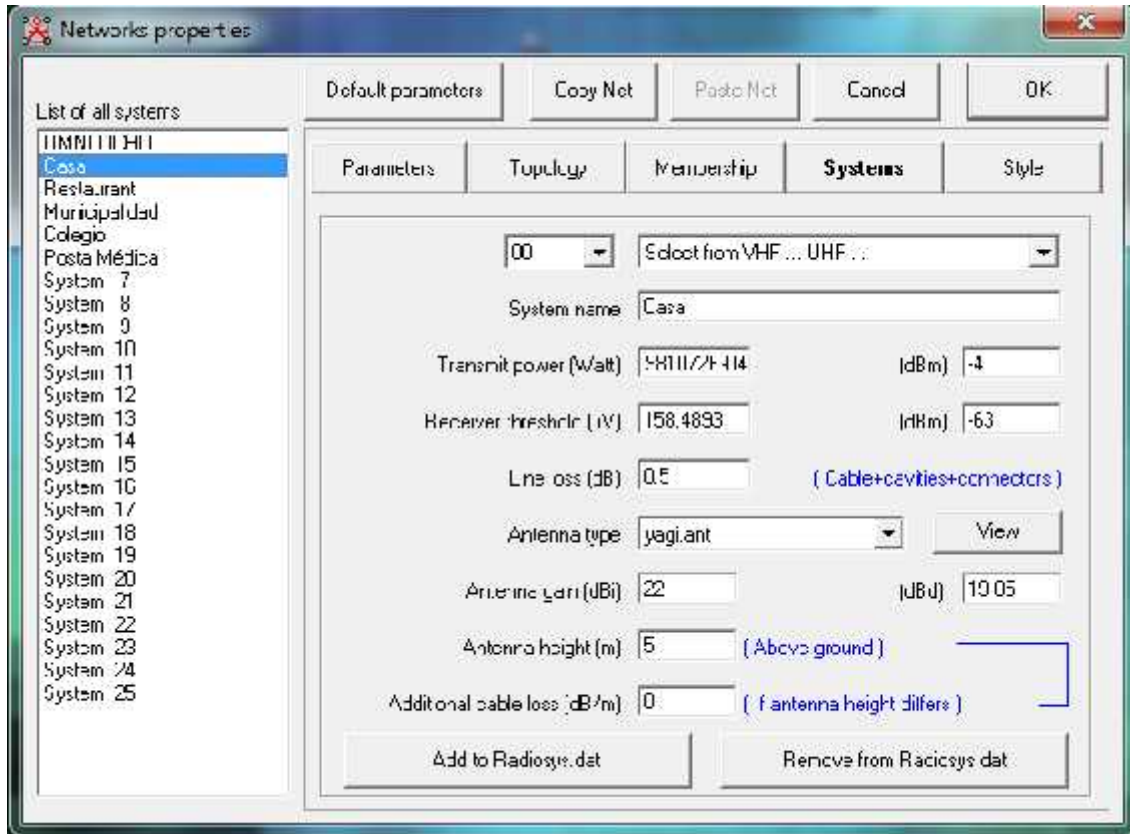 Networks properties
Default parameters
Copy Net
Paste Net
Cancel
OK
List of all systems
Casa
Restaurant
Municipalidad
Colegio
Posta Médica
System 7
System 8
System 9
System 10
System 11
System 12
System 13
System 14
System 15
System 16
System 17
System 18
System 19
System 20
System 21
System 22
System 23
System 24
System 25
Parameters
Topology
Membership
Systems
Style
00
Select from VHF ... UHF ...
System name
Casa
Transmit power (Watt)
(dBm)
-4
Receiver threshold (µV)
158.4893
(dBm)
-63
Line loss (dB)
0.5
( Cable+cavities+connectors )
Antenna type
yagi.ant
View
Antenna gain (dBi)
22
(dBd)
19.85
Antenna height (m)
5
( Above ground )
Additional cable loss (dB/m)
0
( If antenna height differs )
Add to Radiosys.dat
Remove from Radiosys.dat